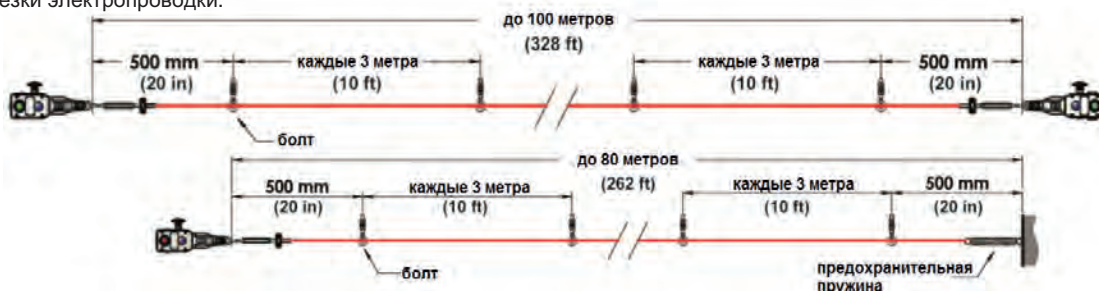 езки электропроводки.
до 100 метров
(328 ft)
500 mm
(20 in)
каждые 3 метра
(10 ft)
каждые 3 метра
(10 ft)
500 mm
(20 in)
болт
до 80 метров
(262 ft)
500 mm
(20 in)
каждые 3 метра
(10 ft)
каждые 3 метра
(10 ft)
500 mm
(20 in)
болт
предохранительная
пружина